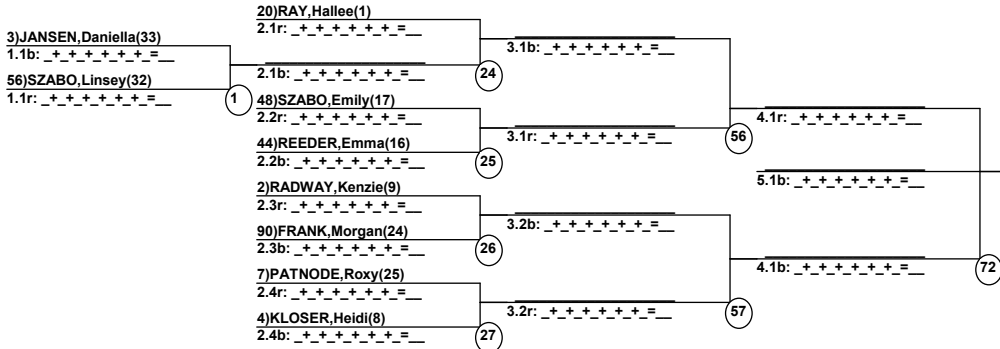 20)RAY,Hallee(1)
2.1r: _+_+_+_+_+_=__
3)JANSEN,Daniella(33)
1.1b: _+_+_+_+_+_=__
3.1b: _+_+_+_+_+_=__
2.1b: _+_+_+_+_+_=__
24
56)SZABO,Linsey(32)
1.1r: _+_+_+_+_+_=__
1
48)SZABO,Emily(17)
2.2r: _+_+_+_+_+_=__
4.1r: _+_+_+_+_+_=__
3.1r: _+_+_+_+_+_=__
56
44)REEDER,Emma(16)
2.2b: _+_+_+_+_+_=__
25
5.1b: _+_+_+_+_+_=__
2)RADWAY,Kenzie(9)
2.3r: _+_+_+_+_+_=__
3.2b: _+_+_+_+_+_=__
90)FRANK,Morgan(24)
2.3b: _+_+_+_+_+_=__
26
4.1b: _+_+_+_+_+_=__
72
7)PATNODE,Roxy(25)
2.4r: _+_+_+_+_+_=__
3.2r: _+_+_+_+_+_=__
57
4)KLOSER,Heidi(8)
2.4b: _+_+_+_+_+_=__
27